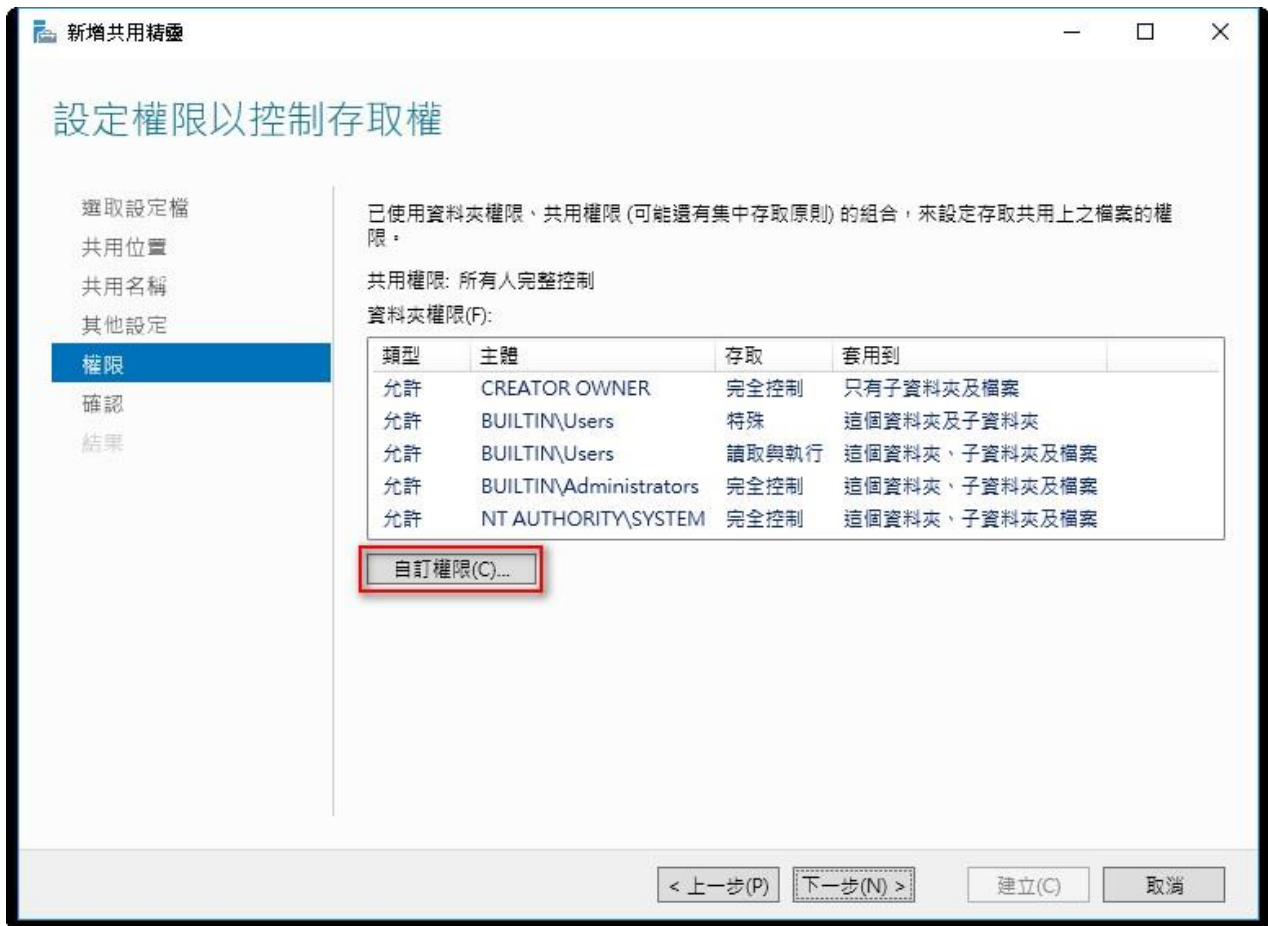 新增共用精靈
設定權限以控制存取權
選取設定檔
共用位置
共用名稱
其他設定
權限
確認
結果
已使用資料夾權限、共用權限 (可能還有集中存取原則) 的組合，來設定存取共用上之檔案的權
限。
共用權限: 所有人完整控制
資料夾權限(F):
類型 主體 存取 套用到
允許 CREATOR OWNER 完全控制 只有子資料夾及檔案
允許 BUILTIN\Users 特殊 這個資料夾及子資料夾
允許 BUILTIN\Users 讀取與執行 這個資料夾、子資料夾及檔案
允許 BUILTIN\Administrators 完全控制 這個資料夾、子資料夾及檔案
允許 NT AUTHORITY\SYSTEM 完全控制 這個資料夾、子資料夾及檔案
自訂權限(C)...
< 上一步(P) 下一步(N) > 建立(C) 取消